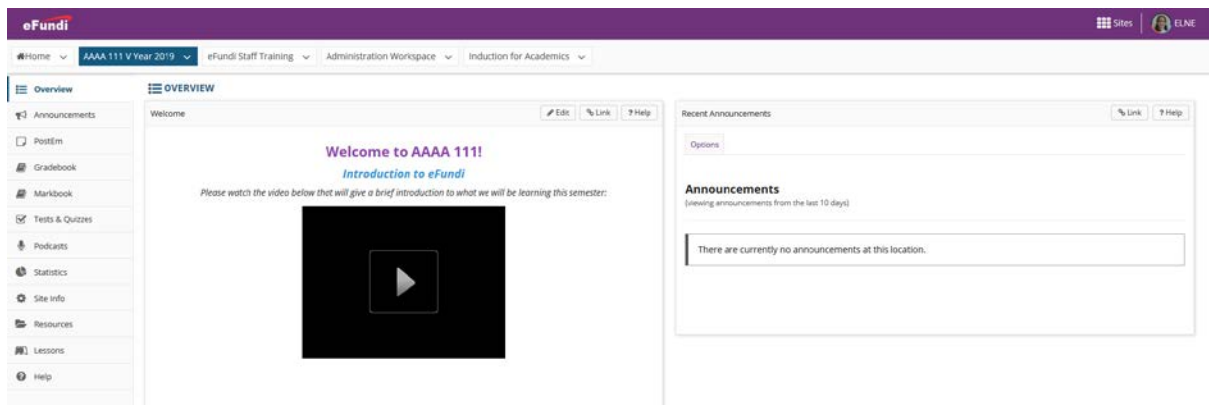 eFundi
Sites
ELNE
Home
AAAA 111 V Year 2019
eFundi Staff Training
Administration Workspace
Induction for Academics
Overview
Announcements
PostEm
Gradebook
Markbook
Tests & Quizzes
Podcasts
Statistics
Site Info
Resources
Lessons
Help
OVERVIEW
Welcome
Edit
Link
? Help
Welcome to AAAA 111!
Introduction to eFundi
Please watch the video below that will give a brief introduction to what we will be learning this semester:
Recent Announcements
Link
? Help
Options
Announcements
(viewing announcements from the last 10 days)
There are currently no announcements at this location.